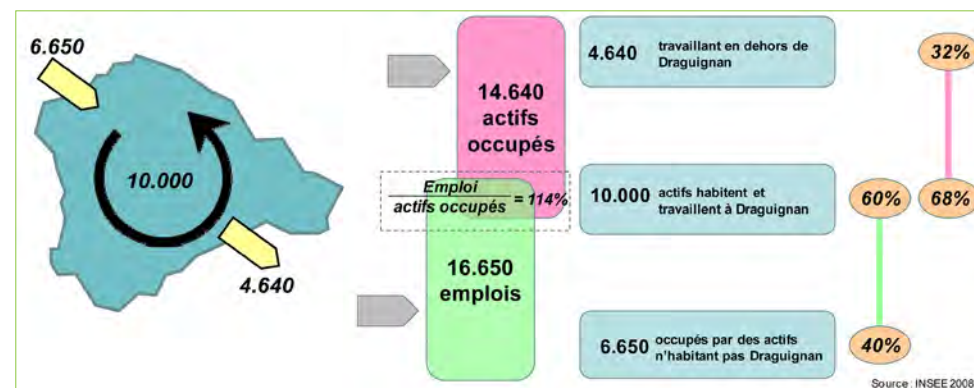 6.650
10.000
4.640
14.640
actifs
occupés
Emploi
actifs occupés
= 114%
16.650
emplois
4.640 travaillant en dehors de
Draguignan
10.000 actifs habitent et
travaillent à Draguignan
6.650 occupés par des actifs
n'habitant pas Draguignan
32%
60%
68%
40%
Source : INSEE 2008